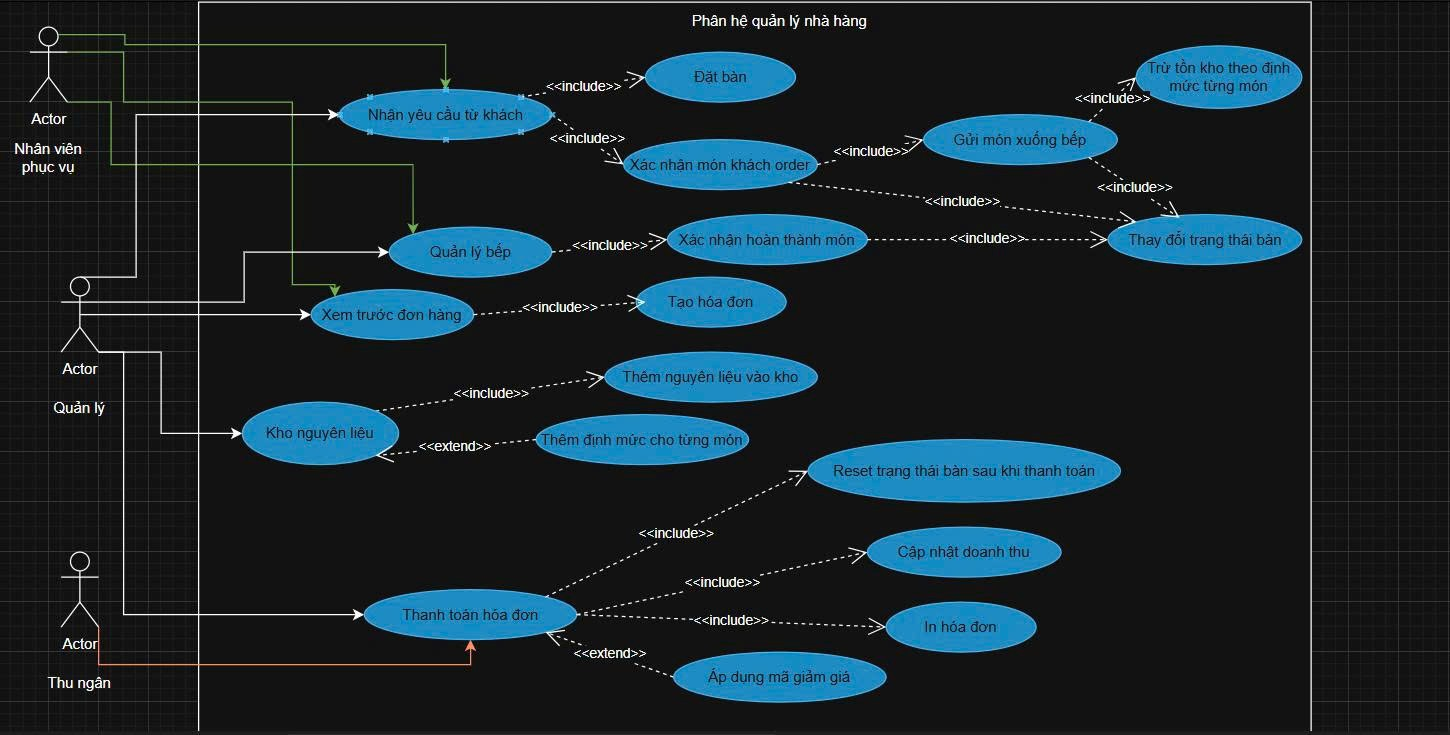 Phân hệ quản lý nhà hàng
Actor
Nhân viên
phục vụ
Nhận yêu cầu từ khách
<<include>>
Đặt bàn
<<include>>
Xác nhận món khách order
<<include>>
Gửi món xuống bếp
<<include>>
Trừ tồn kho theo định
mức từng món
<<include>>
<<include>>
Thay đổi trạng thái bàn
Quản lý bếp
<<include>>
Xác nhận hoàn thành món
<<include>>
Xem trước đơn hàng
<<include>>
Tạo hóa đơn
Actor
Quản lý
Kho nguyên liệu
<<include>>
Thêm nguyên liệu vào kho
<<extend>>
Thêm định mức cho từng món
Reset trạng thái bàn sau khi thanh toán
<<include>>
Cập nhật doanh thu
<<include>>
Thanh toán hóa đơn
<<include>>
In hóa đơn
<<extend>>
Áp dụng mã giảm giá
Actor
Thu ngân